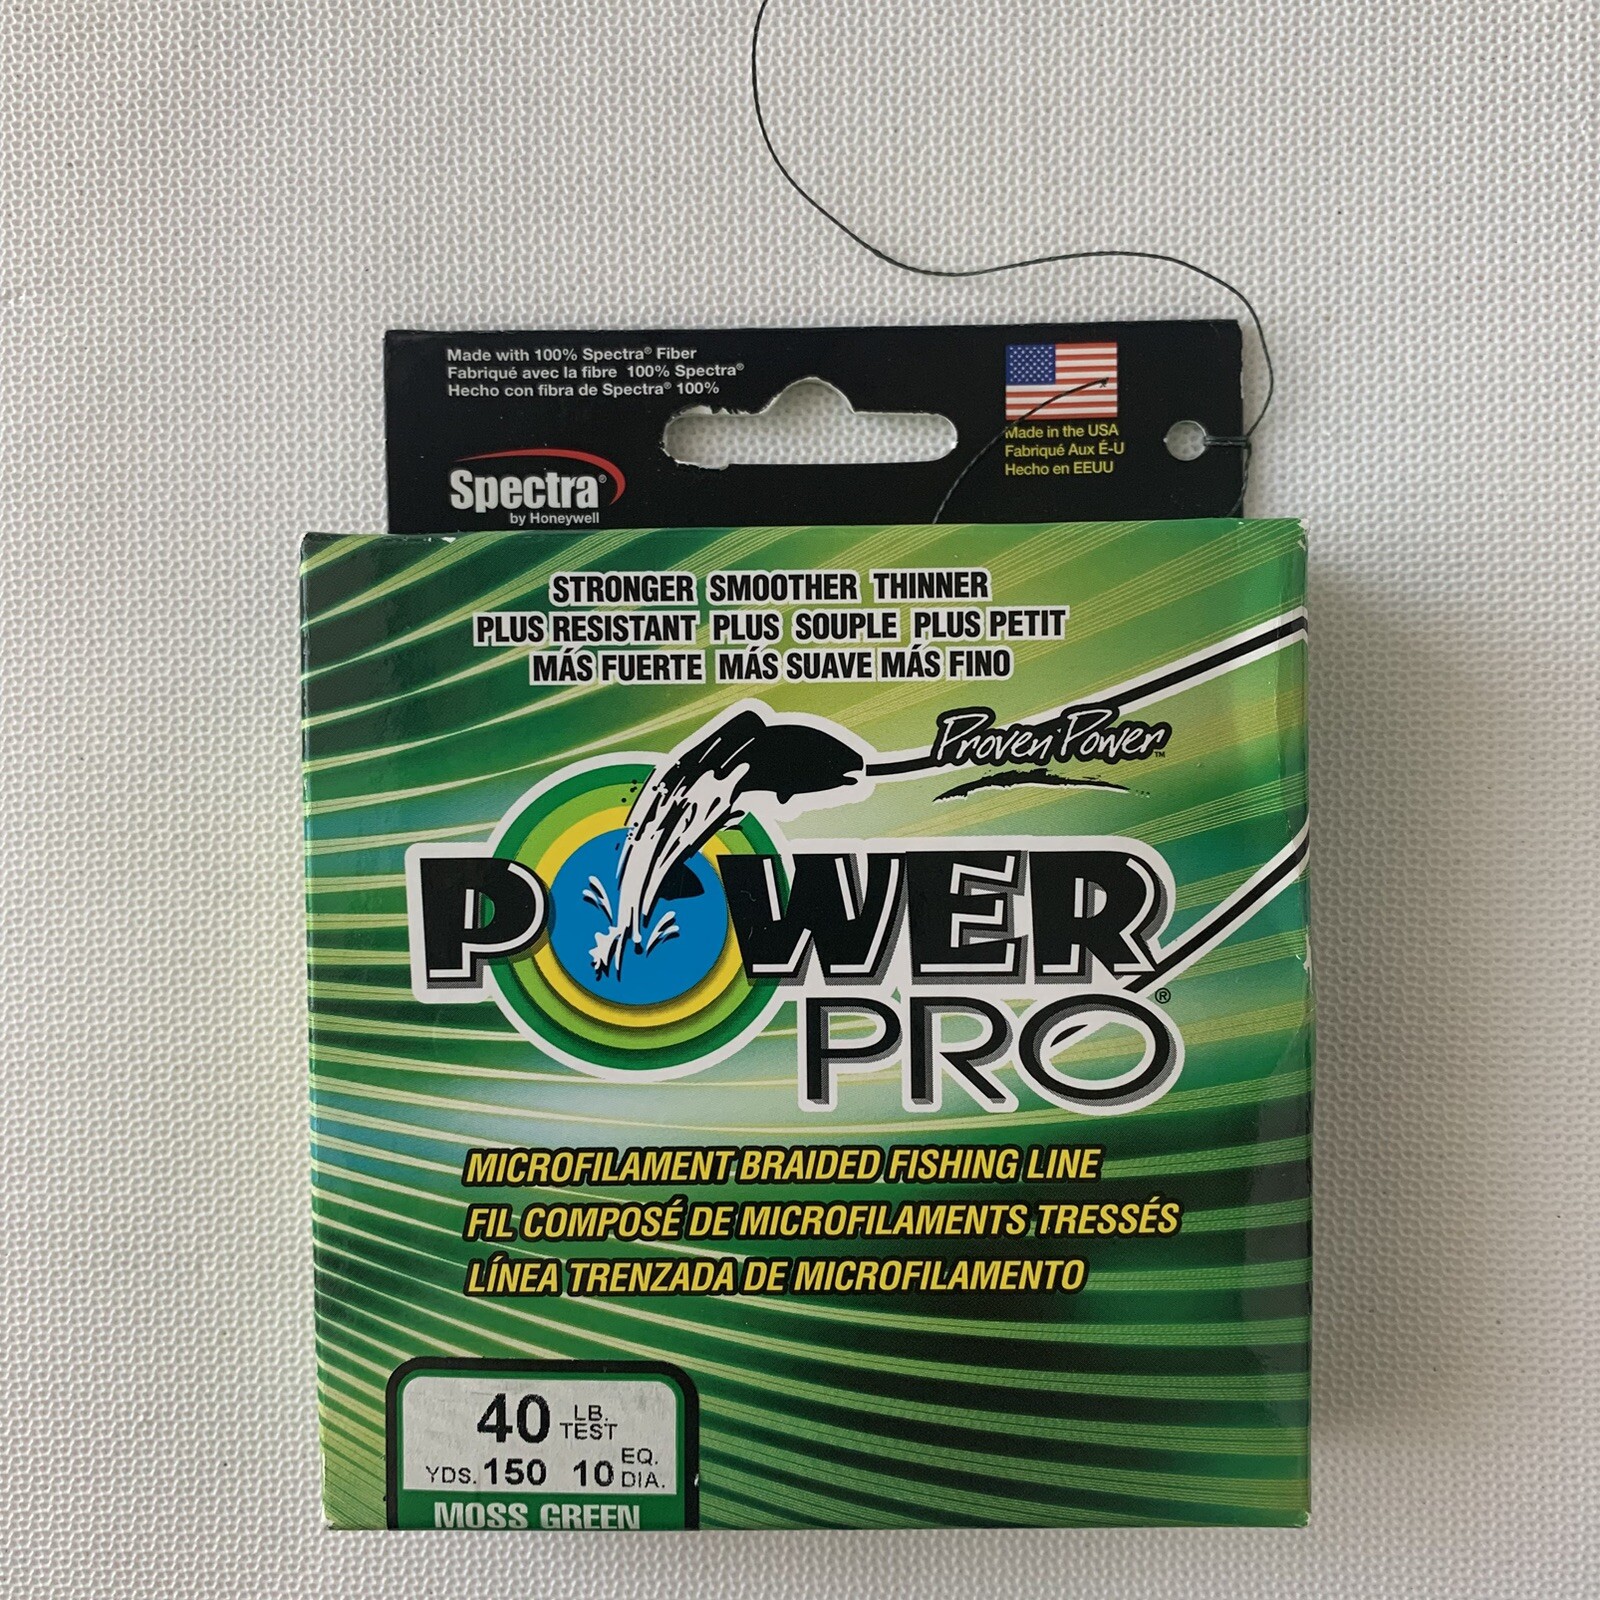 Made with 100% Spectra® Fiber
Fabriqué avec la fibre 100% Spectra®
Hecho con fibra de Spectra® 100%
Spectra®
by Honeywell
Made in the USA
Fabriqué Aux É-U
Hecho en EEUU
STRONGER SMOOTHER THINNER
PLUS RESISTANT PLUS SOUPLE PLUS PETIT
MÁS FUERTE MÁS SUAVE MÁS FINO
Proven Power™
POWER
PRO®
MICROFILAMENT BRAIDED FISHING LINE
FIL COMPOSÉ DE MICROFILAMENTS TRESSÉS
LÍNEA TRENZADA DE MICROFILAMENTO
40 LB. TEST
YDS. 150 10 EQ. DIA.
MOSS GREEN